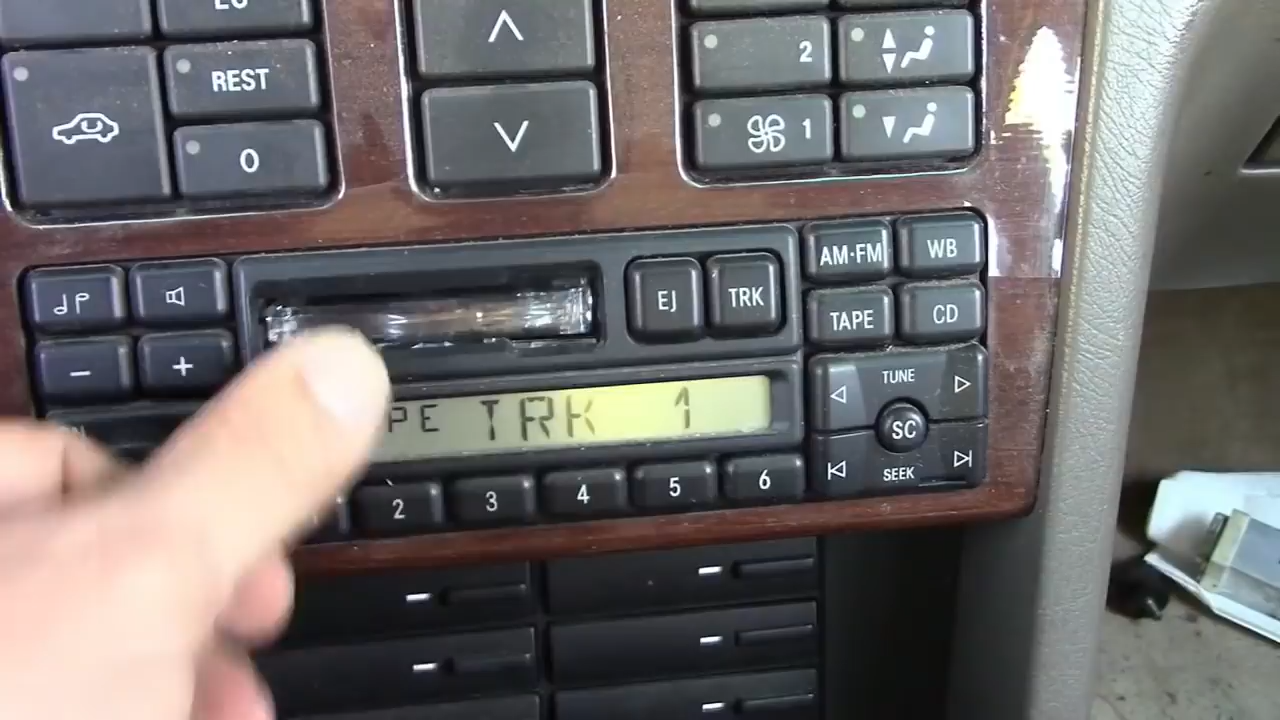 REST
0
2
1
AM·FM
WB
EJ
TRK
TAPE
CD
− +
TUNE
PE TRK 1
SC
SEEK
2 3 4 5 6